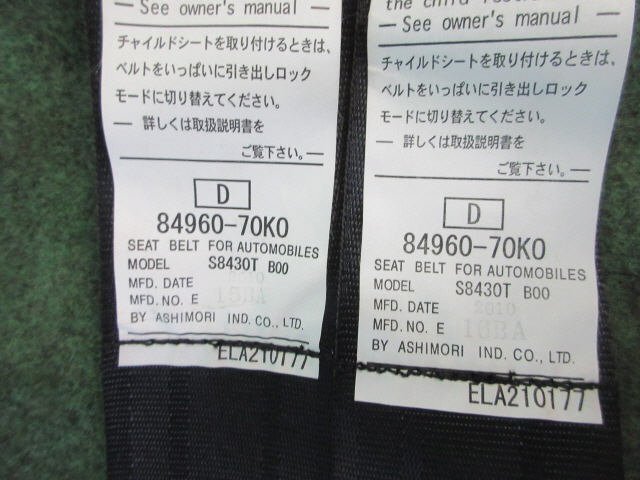 — See owner's manual —
チャイルドシートを取り付けるときは、
ベルトをいっぱいに引き出しロック
モードに切り替えてください。
— 詳しくは取扱説明書を
ご覧下さい。—
D
84960-70K0
SEAT BELT FOR AUTOMOBILES
MODEL S8430T B00
MFD. DATE
MFD. NO. E 15BA
BY ASHIMORI IND. CO., LTD.
ELA210177
— See owner's manual —
チャイルドシートを取り付けるときは、
ベルトをいっぱいに引き出しロック
モードに切り替えてください。
— 詳しくは取扱説明書を
ご覧下さい。—
D
84960-70K0
SEAT BELT FOR AUTOMOBILES
MODEL S8430T B00
MFD. DATE 2010
MFD. NO. E
BY ASHIMORI IND. CO., LTD.
ELA210177